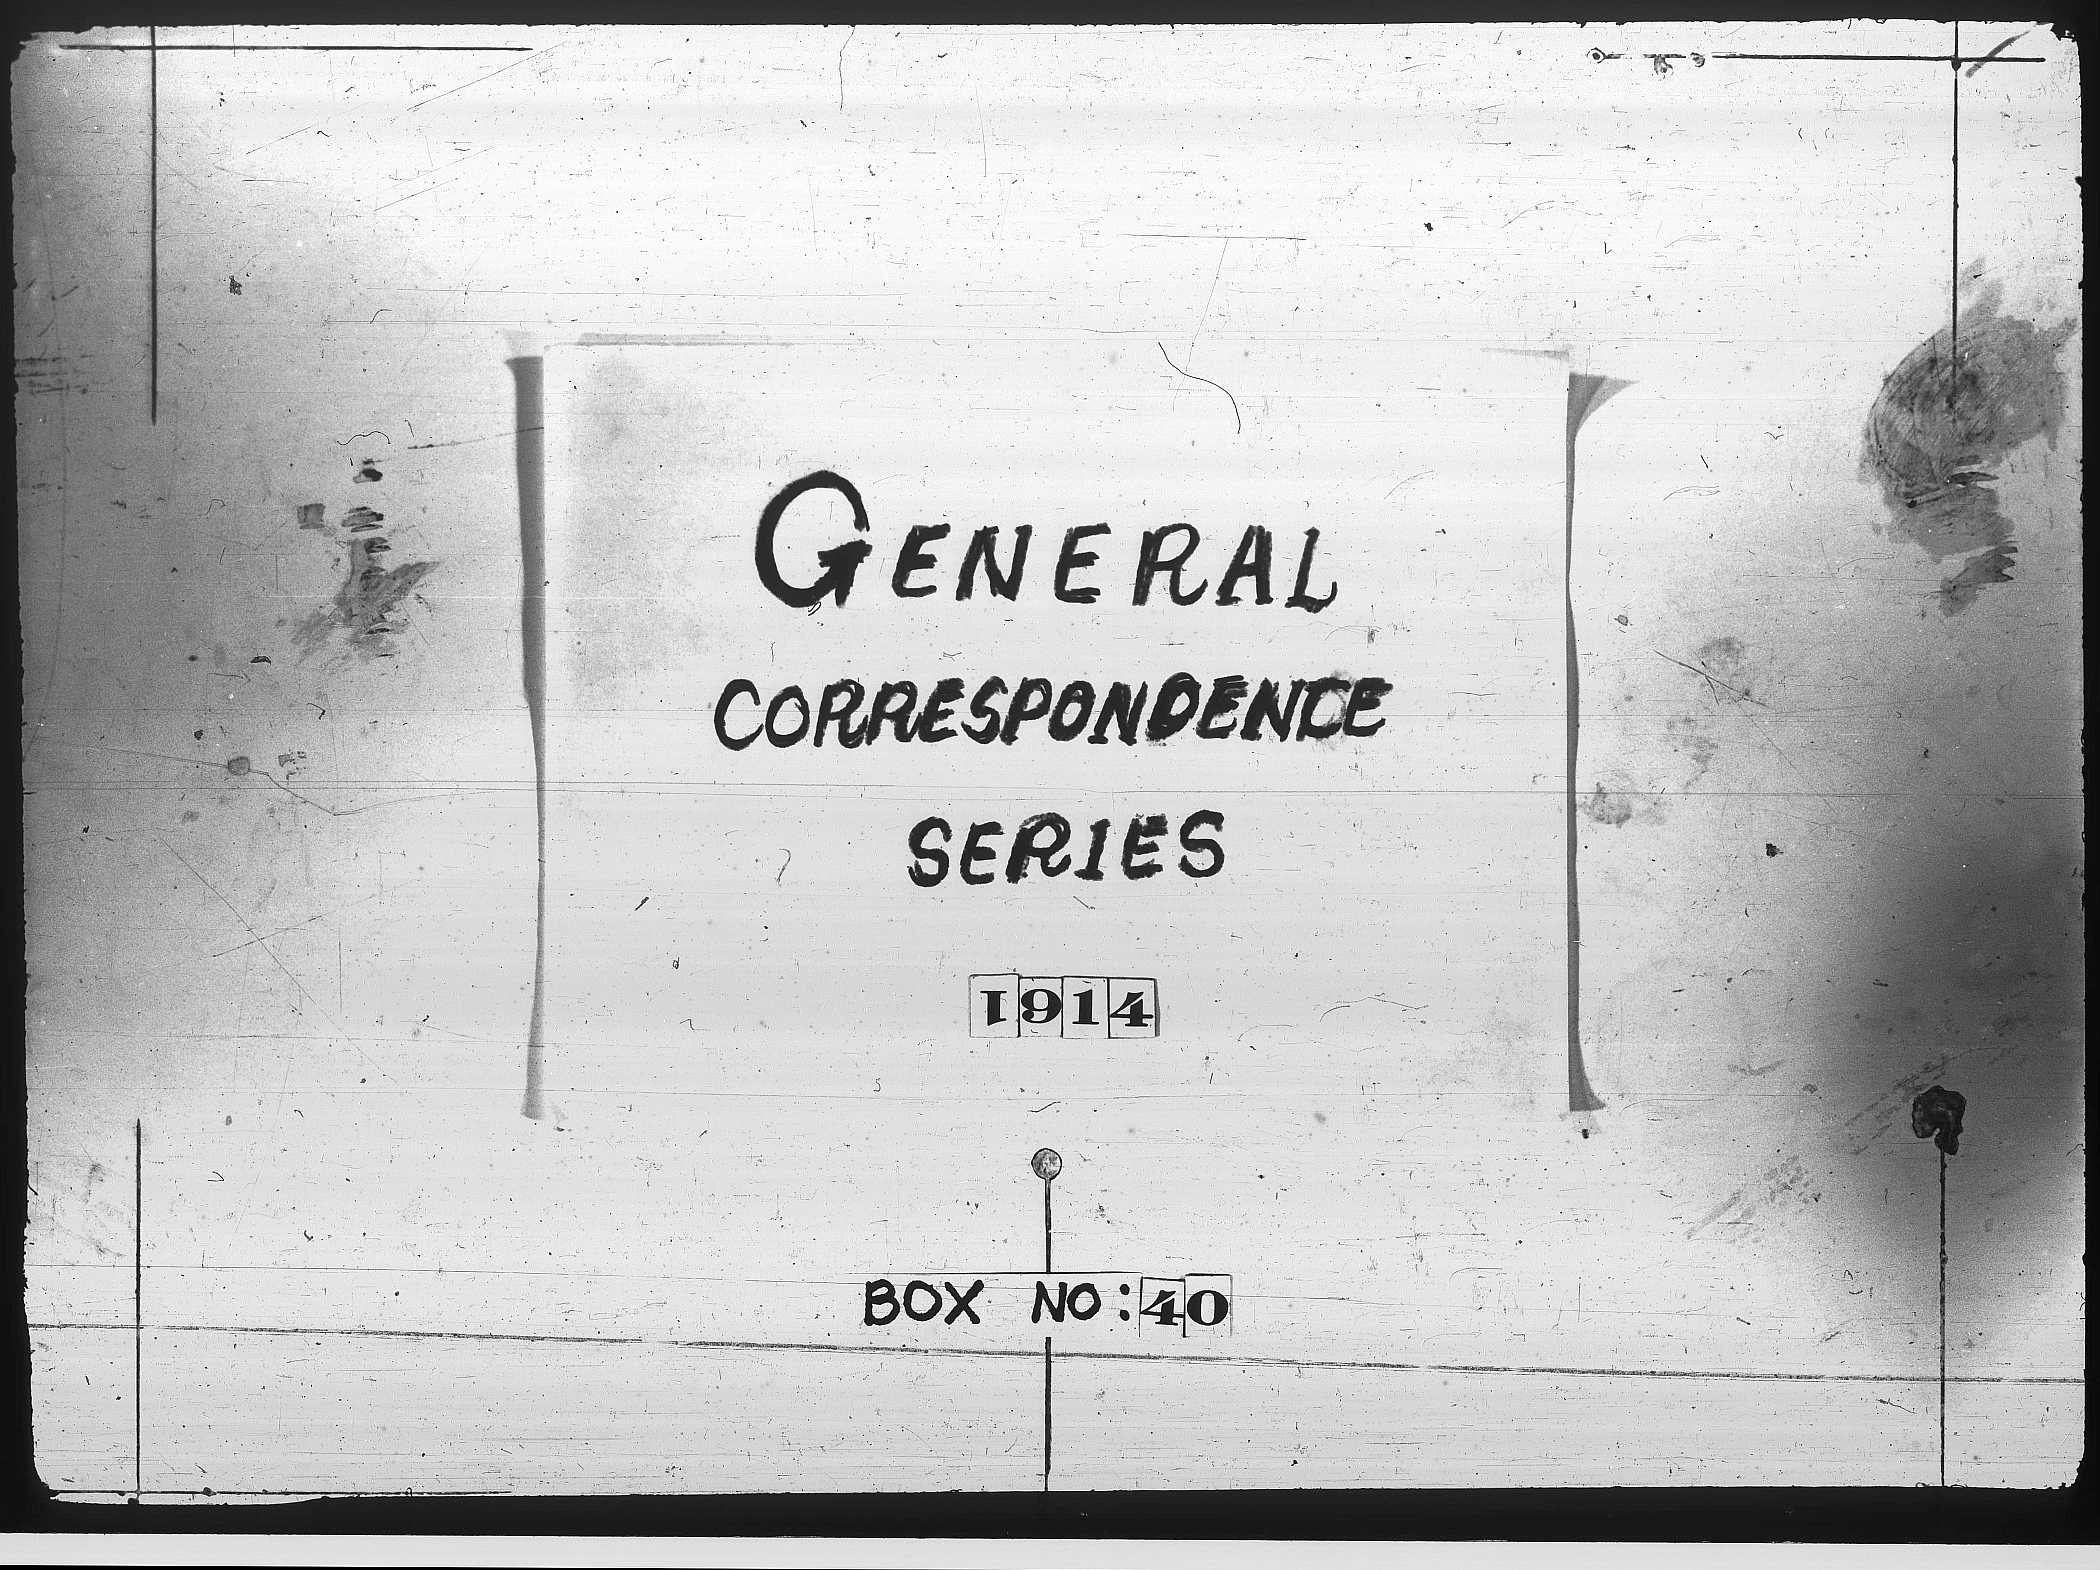 GENERAL
CORRESPONDENCE
SERIES
1914
BOX NO: 40